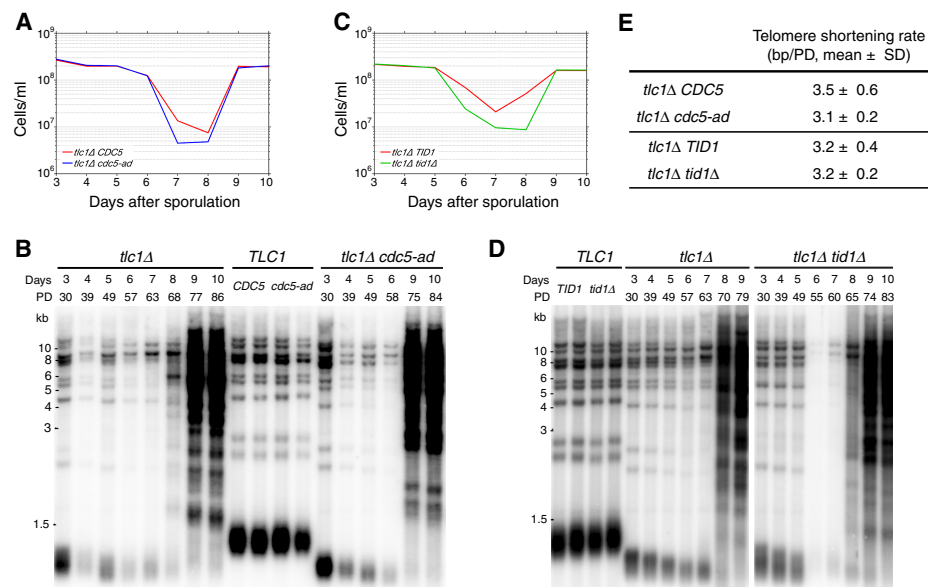 A
Cells/ml
10⁹
10⁸
10⁷
10⁶
tlc1Δ CDC5
tlc1Δ cdc5-ad
3 4 5 6 7 8 9 10
Days after sporulation
C
Cells/ml
10⁹
10⁸
10⁷
10⁶
tlc1Δ TID1
tlc1Δ tid1Δ
3 4 5 6 7 8 9 10
Days after sporulation
E
Telomere shortening rate
(bp/PD, mean ± SD)
tlc1Δ CDC5 3.5 ± 0.6
tlc1Δ cdc5-ad 3.1 ± 0.2
tlc1Δ TID1 3.2 ± 0.4
tlc1Δ tid1Δ 3.2 ± 0.2
B
tlc1Δ TLC1 tlc1Δ cdc5-ad
Days 3 4 5 6 7 8 9 10 CDC5 cdc5-ad 3 4 5 6 9 10
PD 30 39 49 57 63 68 77 86 30 39 49 58 75 84
kb
10
8
6
5
4
3
1.5
D
TLC1 tlc1Δ tlc1Δ tid1Δ
Days TID1 tid1Δ 3 4 5 6 7 8 9 3 4 5 6 7 8 9 10
PD 30 39 49 57 63 70 79 30 39 49 55 60 65 74 83
kb
10
8
6
5
4
3
1.5